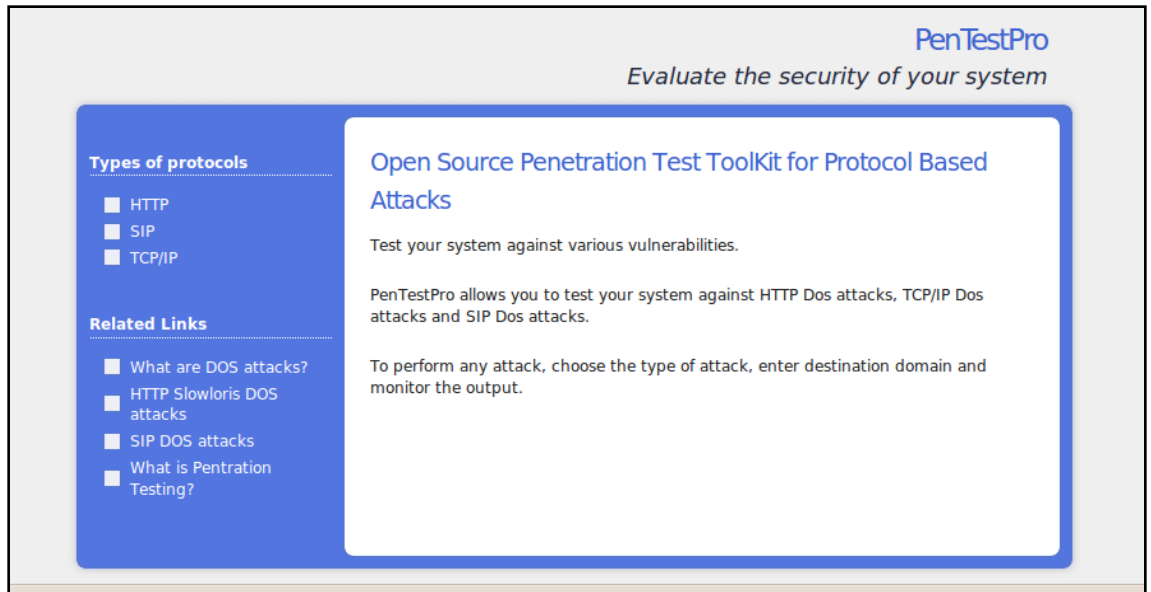 PenTestPro
Evaluate the security of your system
Types of protocols
HTTP
SIP
TCP/IP
Related Links
What are DOS attacks?
HTTP Slowloris DOS
attacks
SIP DOS attacks
What is Pentration
Testing?
Open Source Penetration Test ToolKit for Protocol Based
Attacks
Test your system against various vulnerabilities.
PenTestPro allows you to test your system against HTTP Dos attacks, TCP/IP Dos
attacks and SIP Dos attacks.
To perform any attack, choose the type of attack, enter destination domain and
monitor the output.